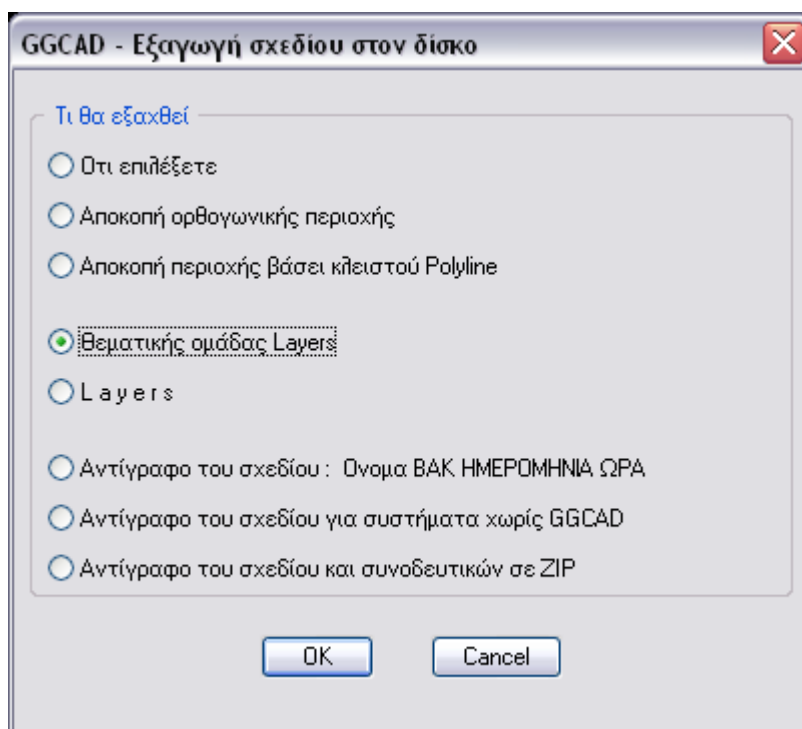 GGCAD - Εξαγωγή σχεδίου στον δίσκο
Τι θα εξαχθεί
Οτι επιλέξετε
Αποκοπή ορθογωνικής περιοχής
Αποκοπή περιοχής βάσει κλειστού Polyline
Θεματικής ομάδας Layers
L a y e r s
Αντίγραφο του σχεδίου : Ονομα BAK ΗΜΕΡΟΜΗΝΙΑ ΩΡΑ
Αντίγραφο του σχεδίου για συστήματα χωρίς GGCAD
Αντίγραφο του σχεδίου και συνοδευτικών σε ZIP
OK Cancel